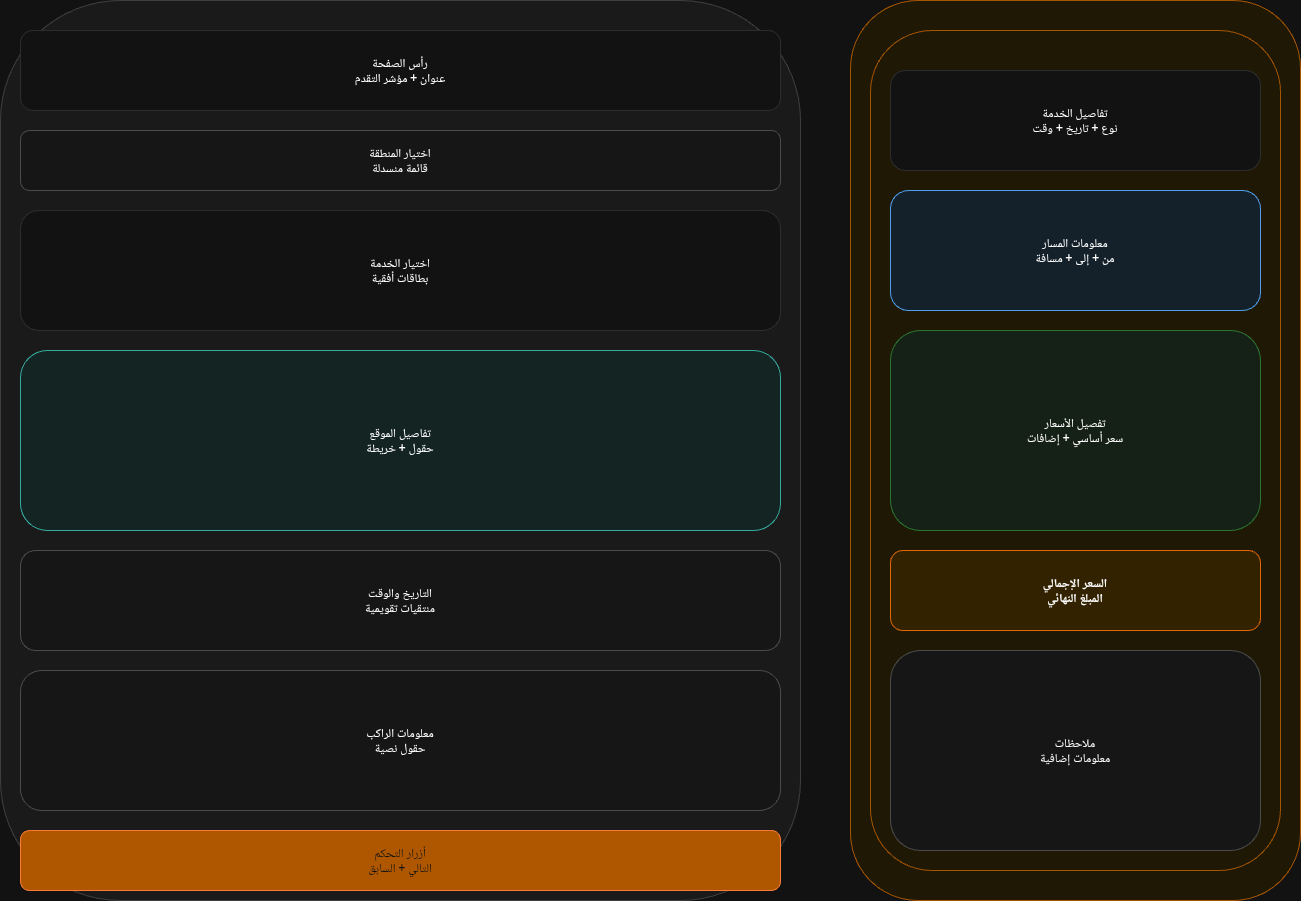 رأس الصفحة
عنوان + مؤشر التقدم
اختيار المنطقة
قائمة منسدلة
اختيار الخدمة
بطاقات أفقية
تفاصيل الموقع
حقول + خريطة
التاريخ والوقت
منتقيات تقويمية
معلومات الراكب
حقول نصية
أزرار التحكم
التالي + السابق
تفاصيل الخدمة
نوع + تاريخ + وقت
معلومات المسار
من + إلى + مسافة
تفصيل الأسعار
سعر أساسي + إضافات
السعر الإجمالي
المبلغ النهائي
ملاحظات
معلومات إضافية